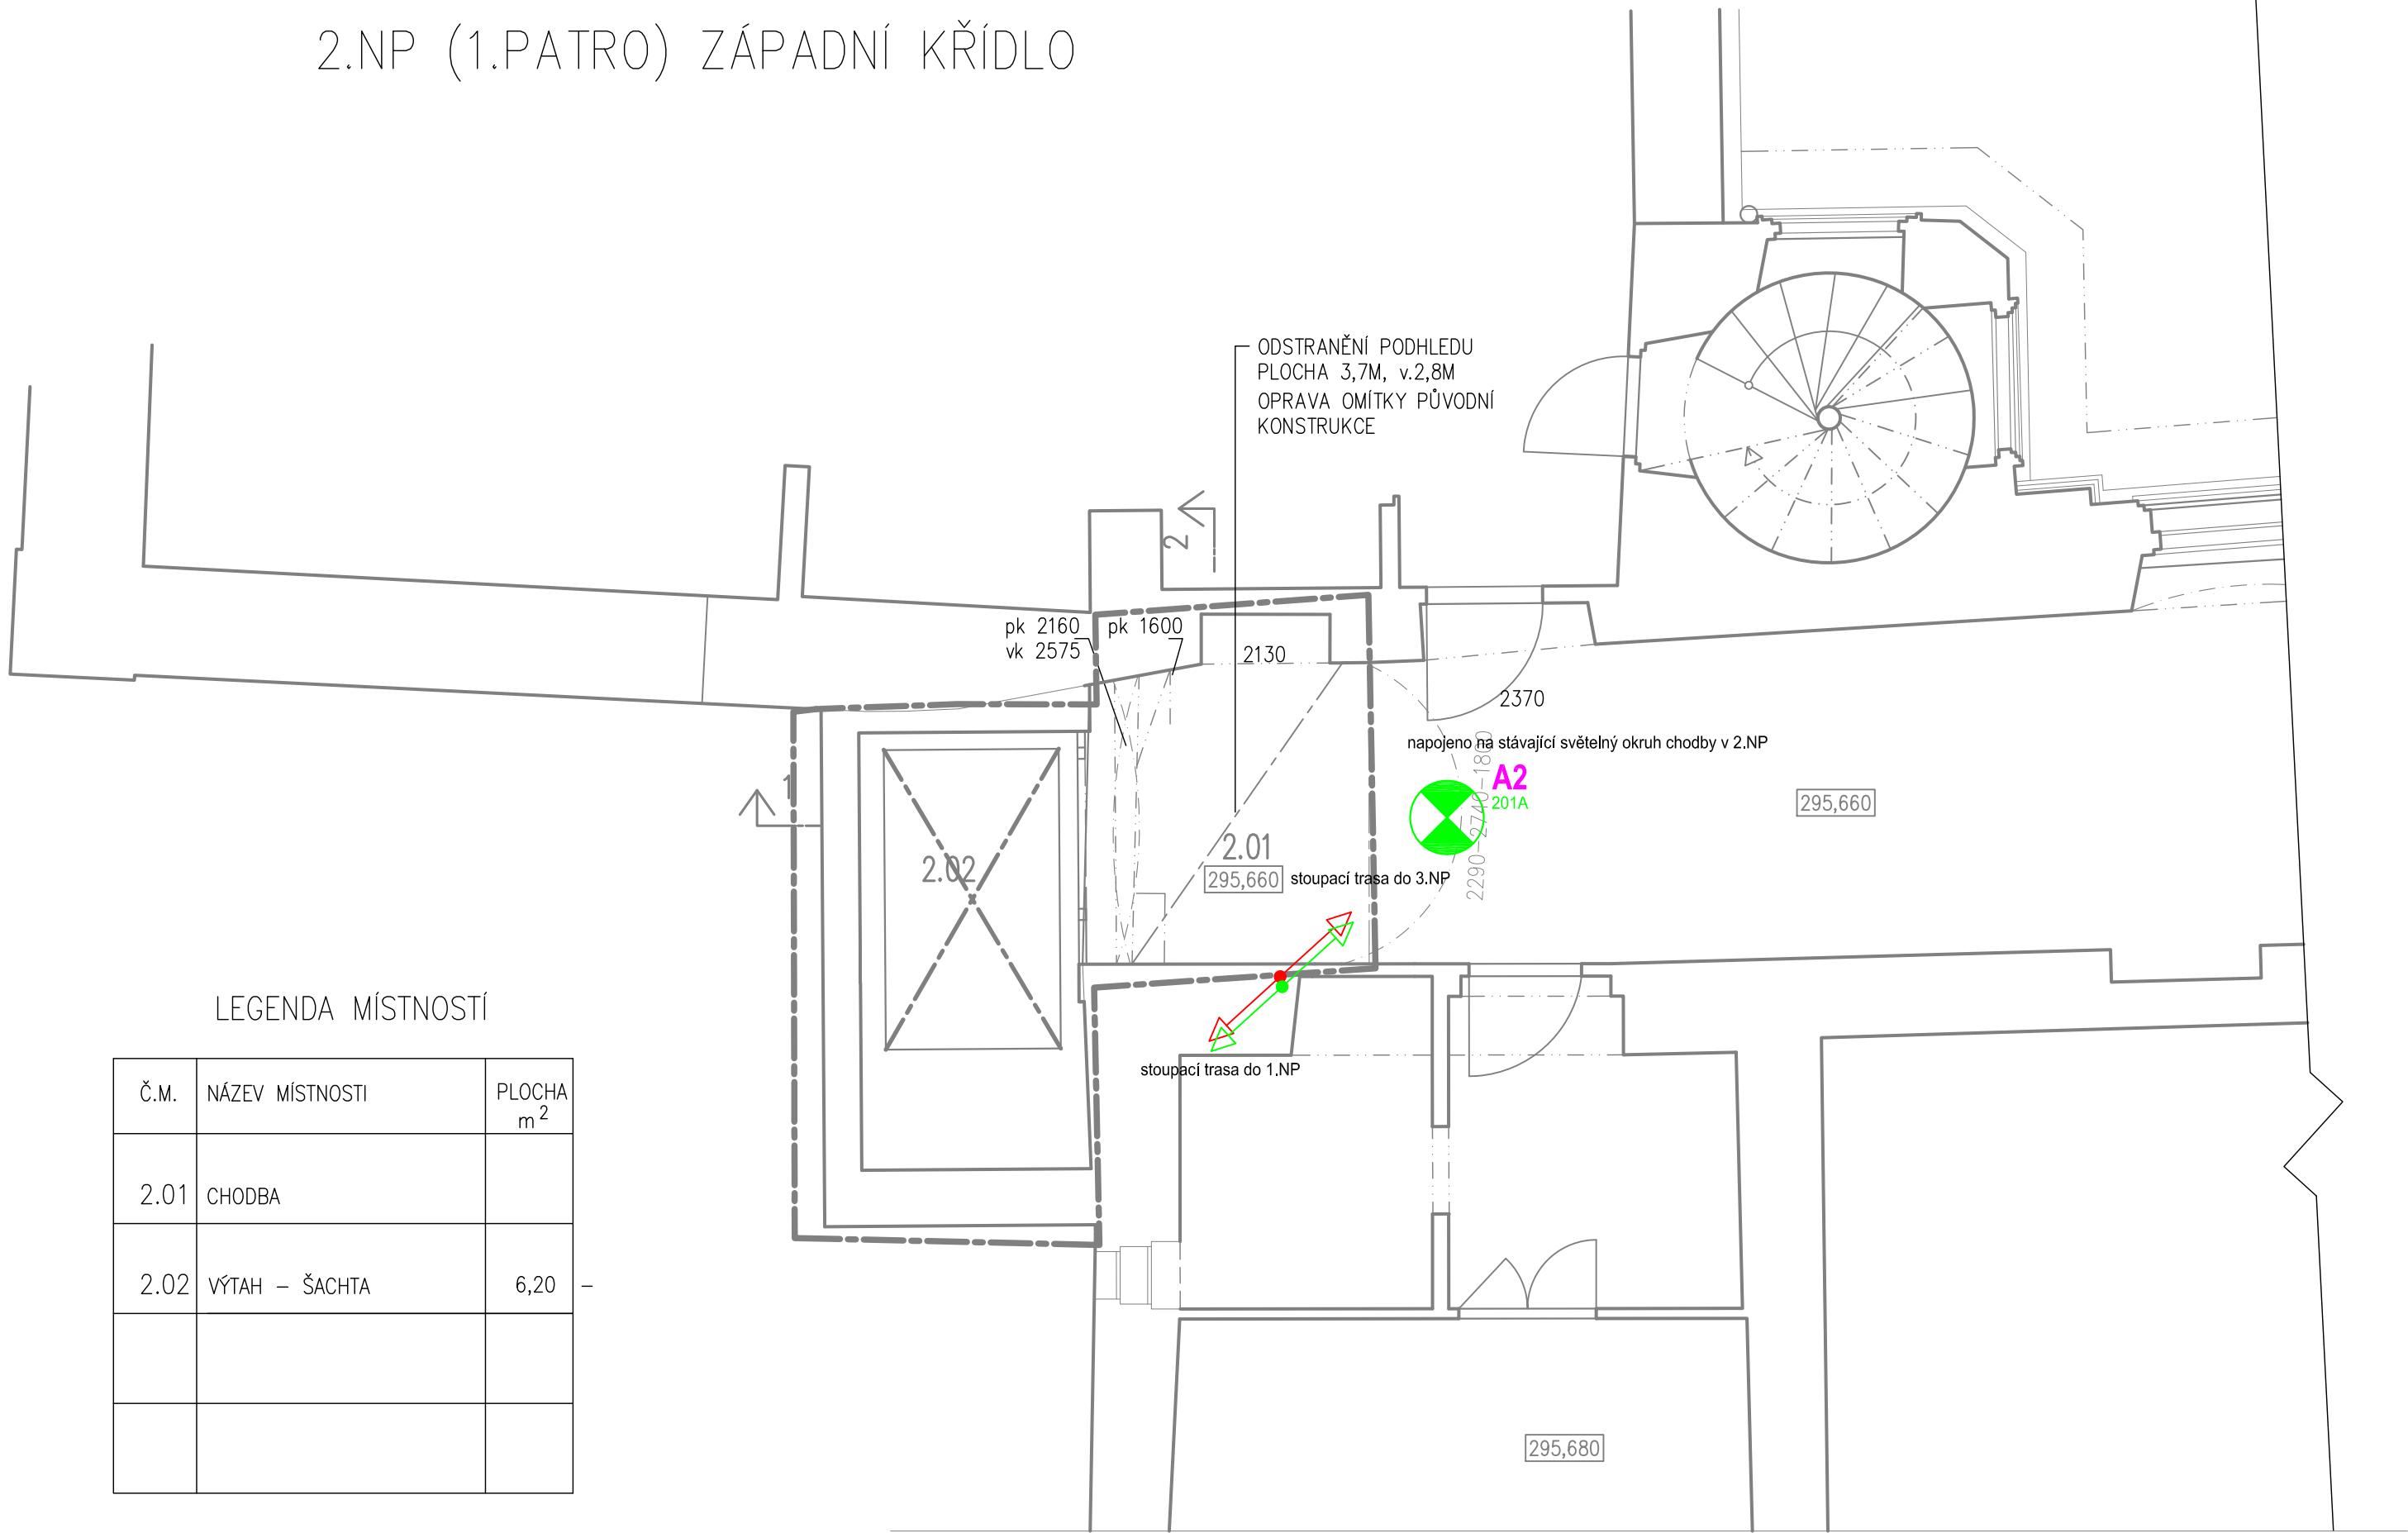 2.NP (1.PATRO) ZÁPADNÍ KŘÍDLO
ODSTRANĚNÍ PODHLEDU
PLOCHA 3,7M, v.2,8M
OPRAVA OMÍTKY PŮVODNÍ
KONSTRUKCE
2
pk 2160
vk 2575
pk 1600
2130
2370
napojeno na stávající světelný okruh chodby v 2.NP
1
A2
201A
2290-2740-1800
295,660
2.01
2.02
295,660
stoupací trasa do 3.NP
stoupací trasa do 1.NP
295,680
LEGENDA MÍSTNOSTÍ
Č.M. NÁZEV MÍSTNOSTI PLOCHA
m2
2.01 CHODBA
2.02 VÝTAH – ŠACHTA 6,20 –